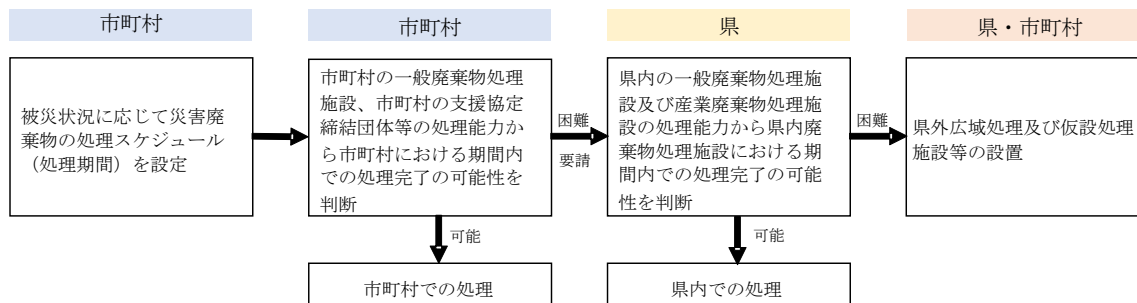 市町村
市町村
県
県・市町村
被災状況に応じて災害廃
棄物の処理スケジュール
（処理期間）を設定
市町村の一般廃棄物処理
施設、市町村の支援協定
締結団体等の処理能力か
ら市町村における期間内
での処理完了の可能性を
判断
困難
要請
県内の一般廃棄物処理施
設及び産業廃棄物処理施
設の処理能力から県内廃
棄物処理施設における期
間内での処理完了の可能
性を判断
困難
県外広域処理及び仮設処理
施設等の設置
可能
可能
市町村での処理
県内での処理